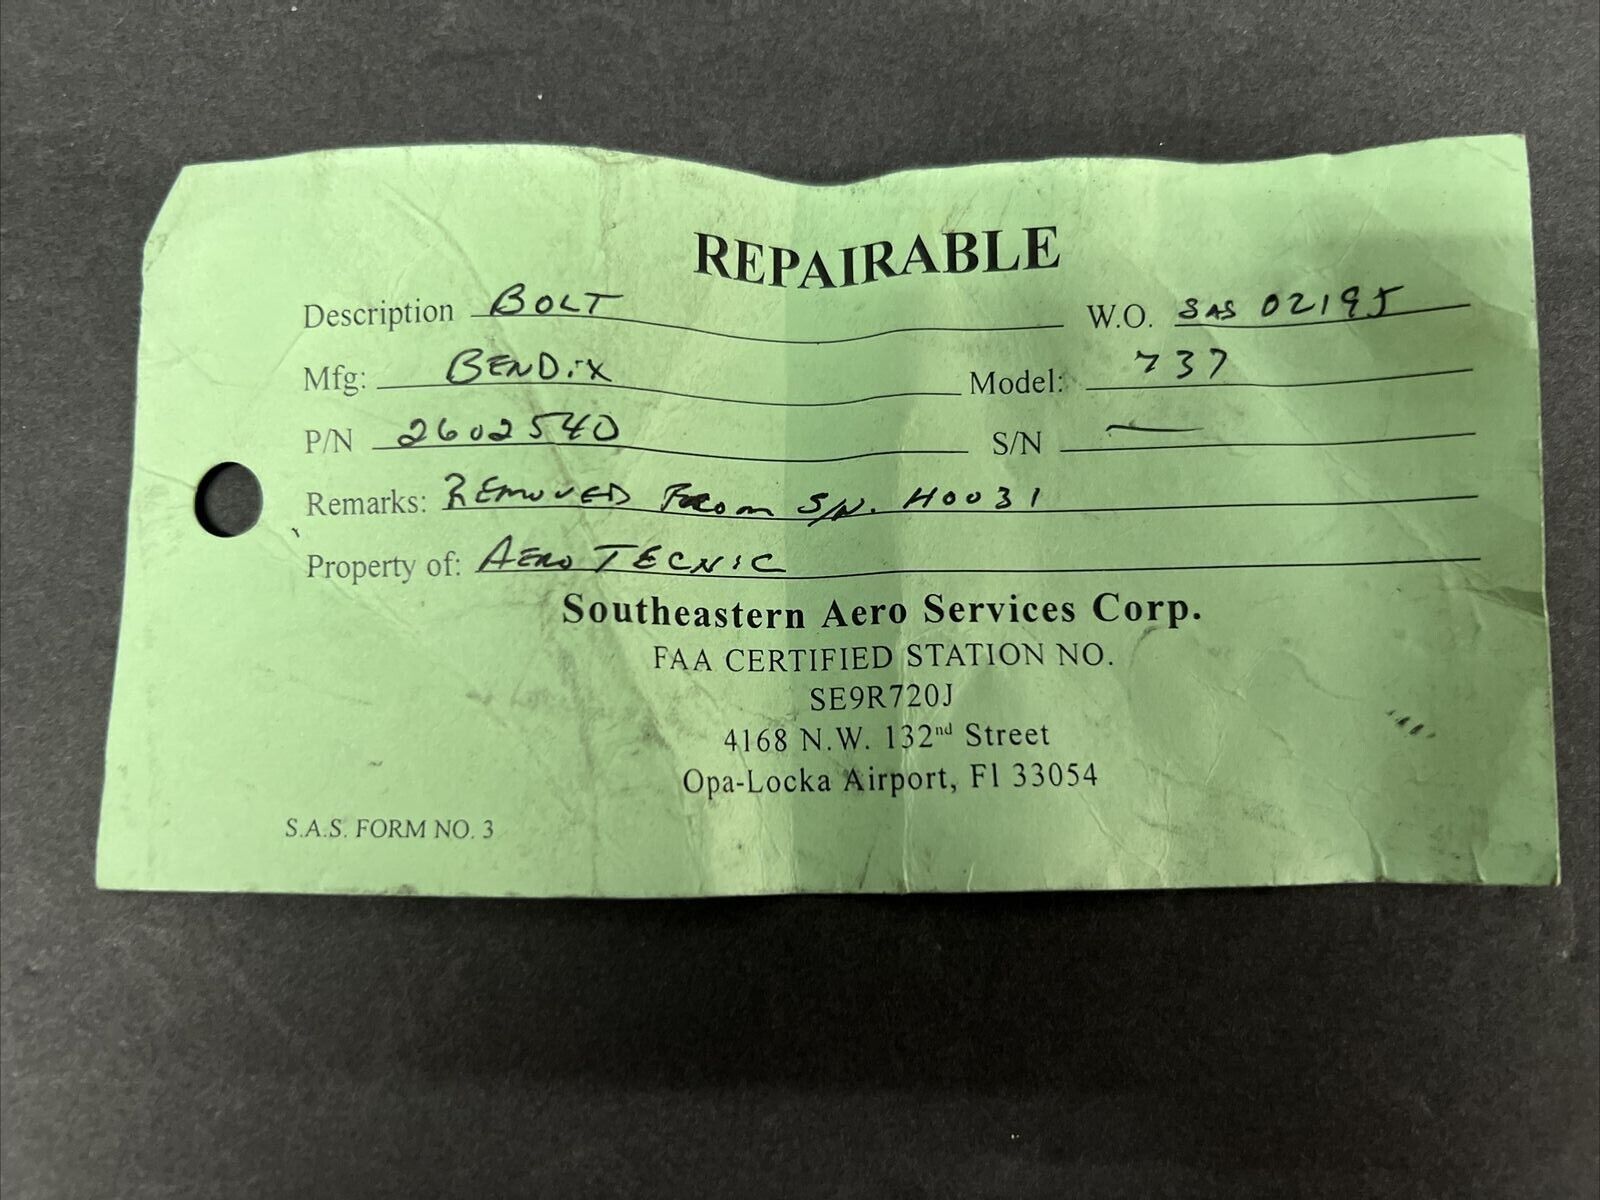 REPAIRABLE
Description BOLT W.O. SAS 02195
Mfg: BENDiX Model: 737
P/N 2602540 S/N —
Remarks: REMOVED FROM S/N. H0031
Property of: AERO TECNiC
Southeastern Aero Services Corp.
FAA CERTIFIED STATION NO.
SE9R720J
4168 N.W. 132nd Street
Opa-Locka Airport, Fl 33054
S.A.S. FORM NO. 3